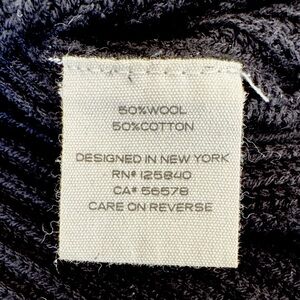 50%WOOL
50%COTTON
DESIGNED IN NEW YORK
RN# 125840
CA# 56578
CARE ON REVERSE